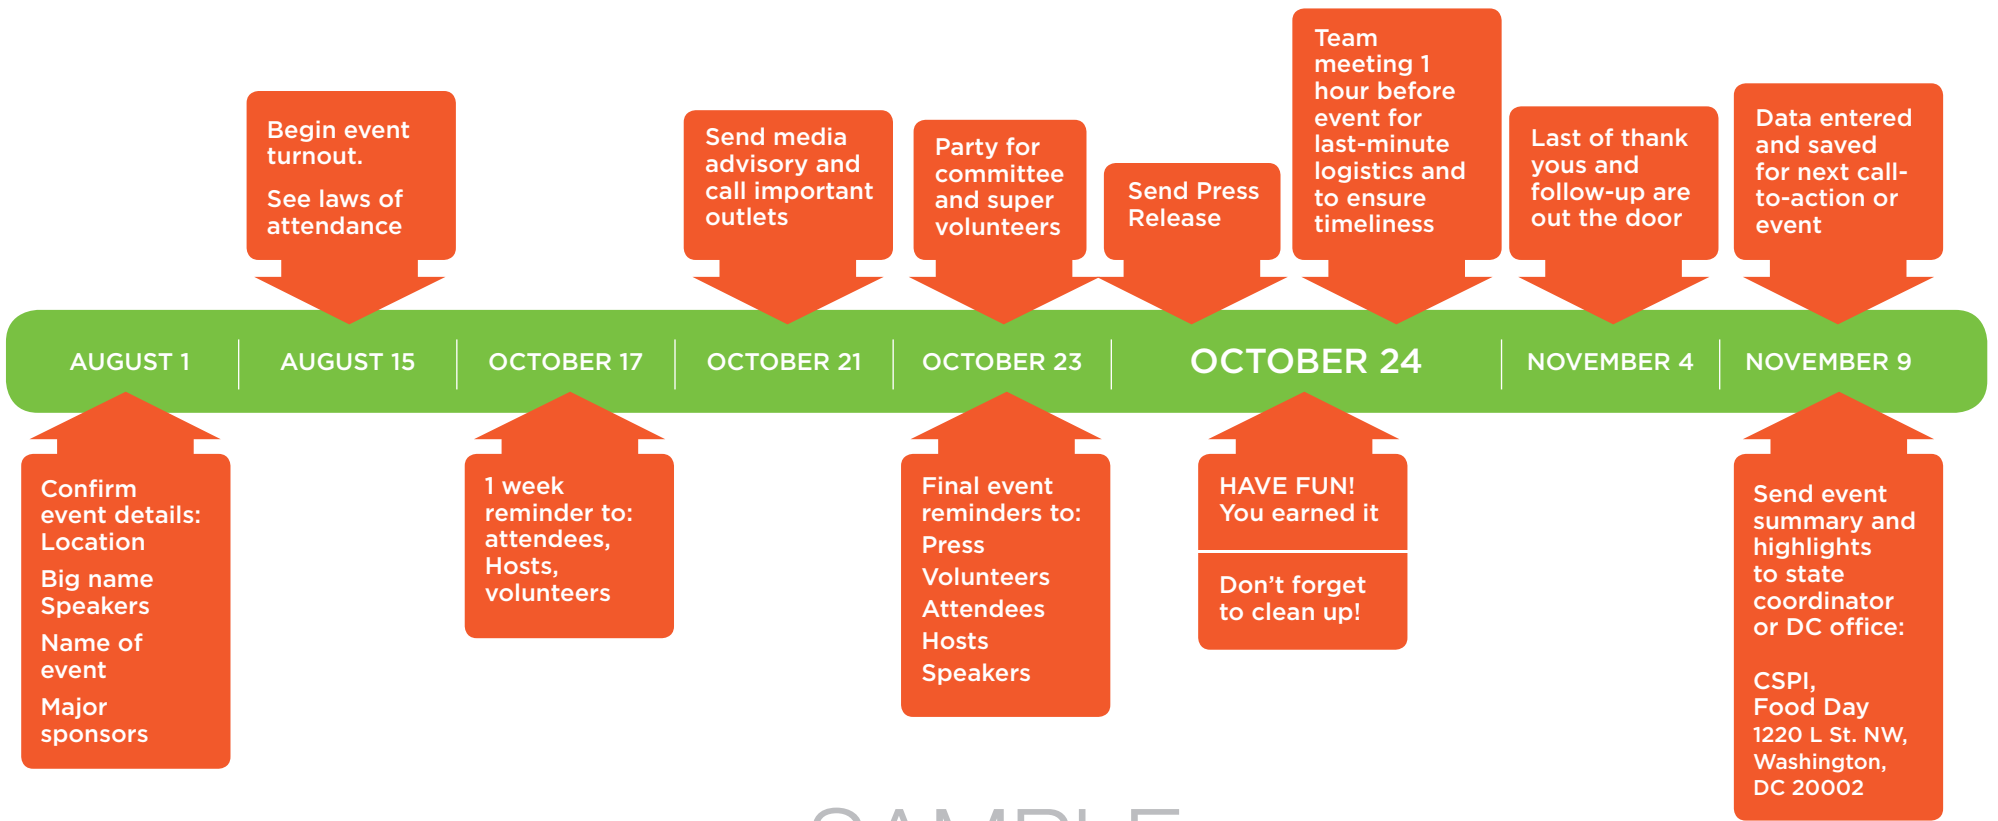 Begin event
turnout.
See laws of
attendance
Send media
advisory and
call important
outlets
Party for
committee
and super
volunteers
Send Press
Release
Team
meeting 1
hour before
event for
last-minute
logistics and
to ensure
timeliness
Last of thank
yous and
follow-up are
out the door
Data entered
and saved
for next call-
to-action or
event
AUGUST 1
AUGUST 15
OCTOBER 17
OCTOBER 21
OCTOBER 23
OCTOBER 24
NOVEMBER 4
NOVEMBER 9
Confirm
event details:
Location
Big name
Speakers
Name of
event
Major
sponsors
1 week
reminder to:
attendees,
Hosts,
volunteers
Final event
reminders to:
Press
Volunteers
Attendees
Hosts
Speakers
HAVE FUN!
You earned it
Don’t forget
to clean up!
Send event
summary and
highlights
to state
coordinator
or DC office:
CSPI,
Food Day
1220 L St. NW,
Washington,
DC 20002
SAMPLE